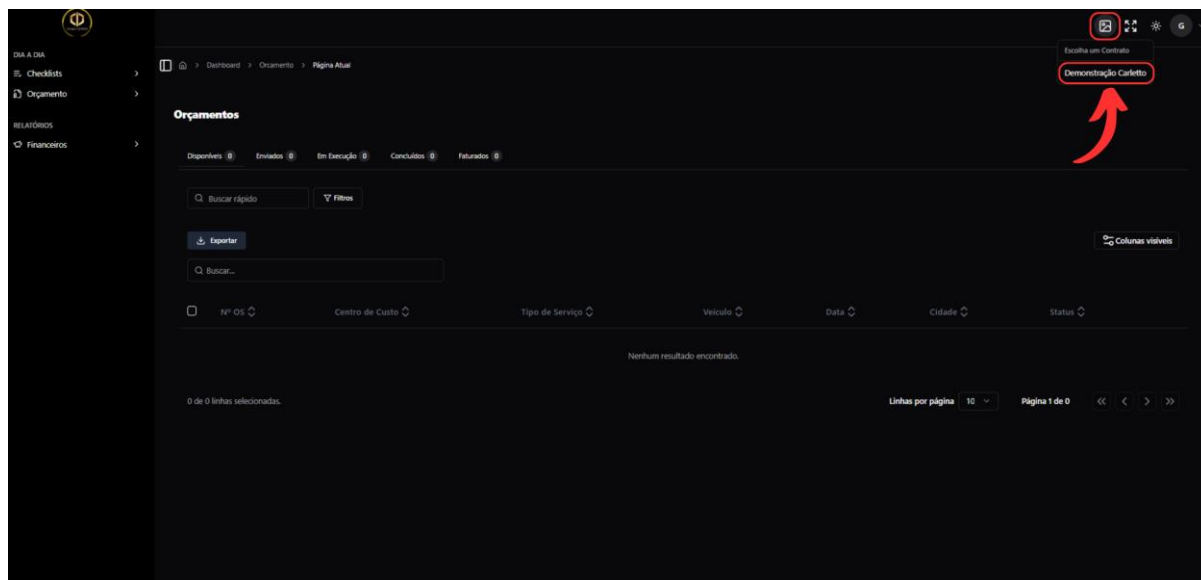 G
DIA A DIA
Checklists
Orçamento
RELATÓRIOS
Financeiros
Escolha um Contrato
Demonstração Carletto
Dashboard > Orcamento > Página Atual
Orçamentos
Disponíveis 0 Enviados 0 Em Execução 0 Concluídos 0 Faturados 0
Buscar rápido Filtros
Exportar Colunas visíveis
Buscar...
Nº OS Centro de Custo Tipo de Serviço Veículo Data Cidade Status
Nenhum resultado encontrado.
0 de 0 linhas selecionadas. Linhas por página 10 Página 1 de 0